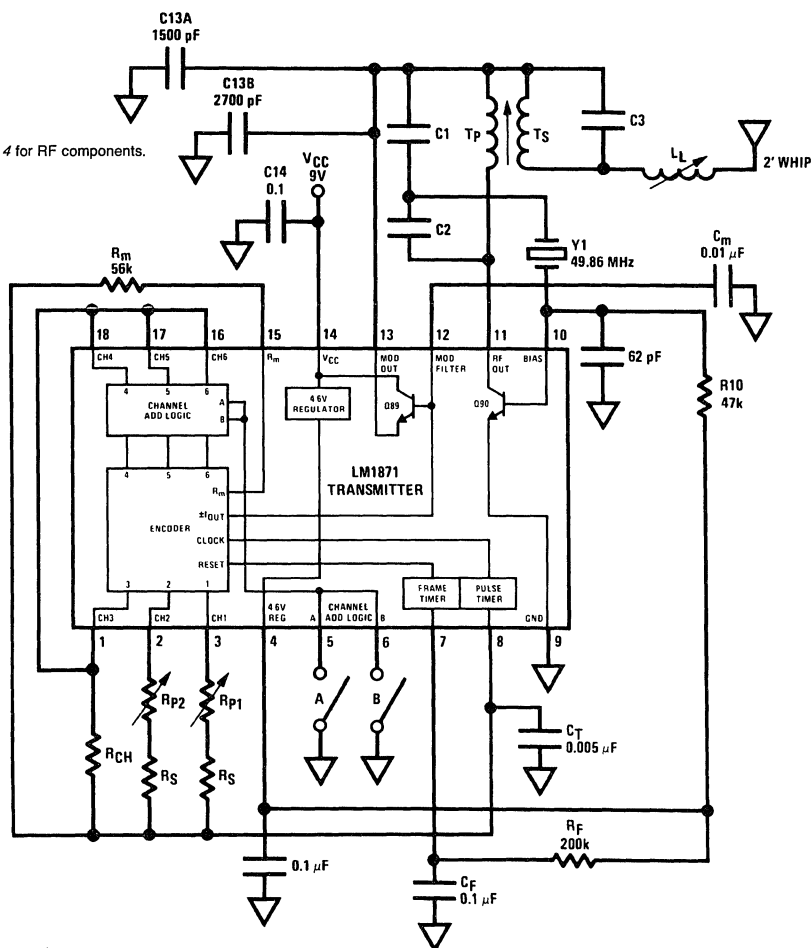 C13A
1500 pF
C13B
2700 pF
4 for RF components.
C1
TP
TS
C3
LL
2' WHIP
VCC
9V
C14
0.1
C2
Y1
49.86 MHz
Cm
0.01 μF
Rm
56k
62 pF
R10
47k
18
17
16
15
14
13
12
11
10
CH4
CH5
CH6
Rm
VCC
MOD
OUT
MOD
FILTER
RF
OUT
BIAS
4
5
6
CHANNEL
ADD LOGIC
A
B
4 6V
REGULATOR
Q89
Q90
4
5
6
LM1871
TRANSMITTER
Rm
±IOUT
ENCODER
CLOCK
RESET
3
2
1
FRAME
TIMER
PULSE
TIMER
CH3
CH2
CH1
4 6V
REG
A
CHANNEL
ADD LOGIC
B
GND
1
2
3
4
5
6
7
8
9
RP2
RP1
A
B
CT
0.005 μF
RCH
RS
RS
RF
200k
0.1 μF
CF
0.1 μF